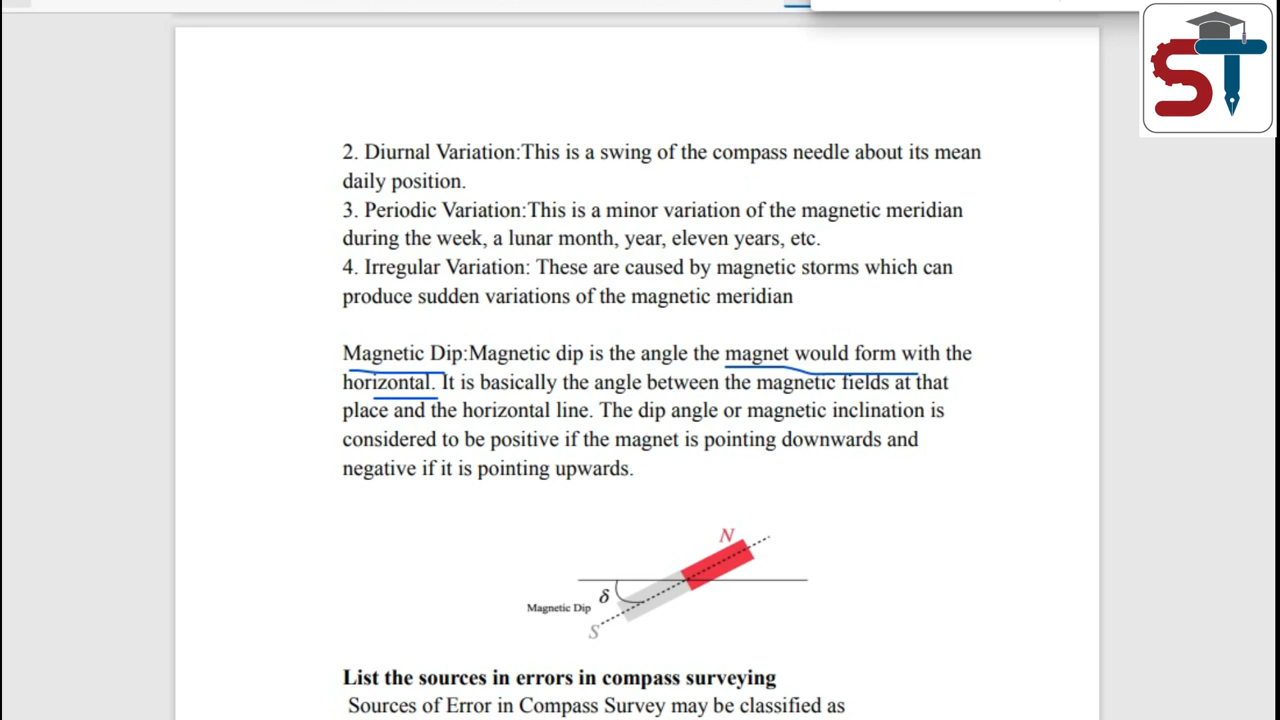 ST
2. Diurnal Variation:This is a swing of the compass needle about its mean
daily position.
3. Periodic Variation:This is a minor variation of the magnetic meridian
during the week, a lunar month, year, eleven years, etc.
4. Irregular Variation: These are caused by magnetic storms which can
produce sudden variations of the magnetic meridian
Magnetic Dip:Magnetic dip is the angle the magnet would form with the
horizontal. It is basically the angle between the magnetic fields at that
place and the horizontal line. The dip angle or magnetic inclination is
considered to be positive if the magnet is pointing downwards and
negative if it is pointing upwards.
N
δ
Magnetic Dip
S
List the sources in errors in compass surveying
Sources of Error in Compass Survey may be classified as